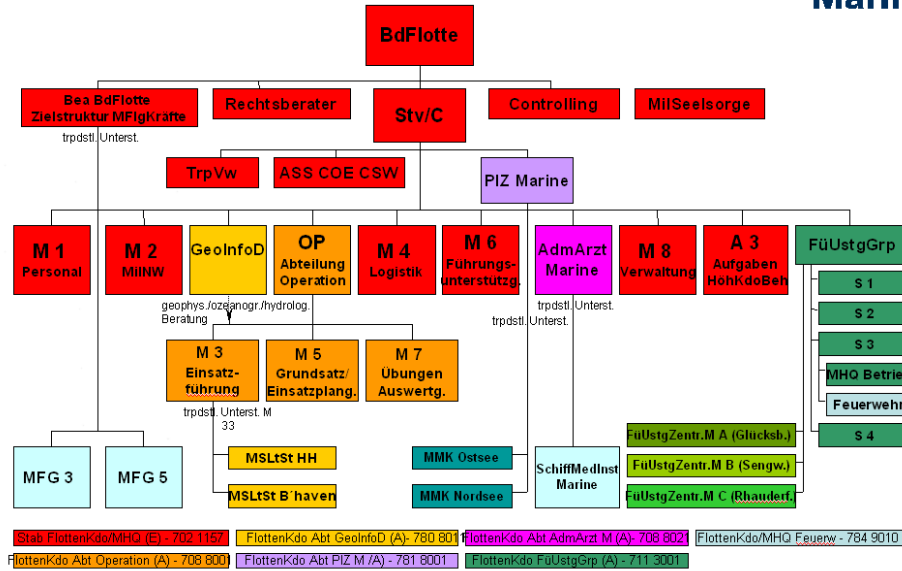 Marin
BdFlotte
Bea BdFlotte
Zielstruktur MFlgKräfte
Rechtsberater
Stv/C
Controlling
MilSeelsorge
trpdstl. Unterst.
TrpVw
ASS COE CSW
PIZ Marine
M 1
Personal
M 2
MilNW
GeoInfoD
OP
Abteilung
Operation
M 4
Logistik
M 6
Führungs-
unterstützg.
AdmArzt
Marine
M 8
Verwaltung
A 3
Aufgaben
HöhKdoBeh
FüUstgGrp
geophys./ozeanogr./hydrolog.
Beratung
trpdstl. Unterst.
trpdstl. Unterst.
S 1
S 2
S 3
MHQ Betrie
Feuerwehr
S 4
M 3
Einsatz-
führung
M 5
Grundsatz/
Einsatzplang.
M 7
Übungen
Auswertg.
trpdstl. Unterst. M
33
MFG 3
MFG 5
MSLtSt HH
MSLtSt B´haven
MMK Ostsee
MMK Nordsee
SchiffMedInst
Marine
FüUstgZentr.M A (Glücksb.)
FüUstgZentr.M B (Sengw.)
FüUstgZentr.M C (Rhauderf.)
Stab FlottenKdo/MHQ (E) - 702 1157
FlottenKdo Abt GeoInfoD (A)- 780 8011
FlottenKdo Abt AdmArzt M (A)- 708 8021
FlottenKdo/MHQ Feuerw - 784 9010
FlottenKdo Abt Operation (A) - 708 8001
FlottenKdo Abt PIZ M /A) - 781 8001
FlottenKdo FüUstgGrp (A) - 711 3001